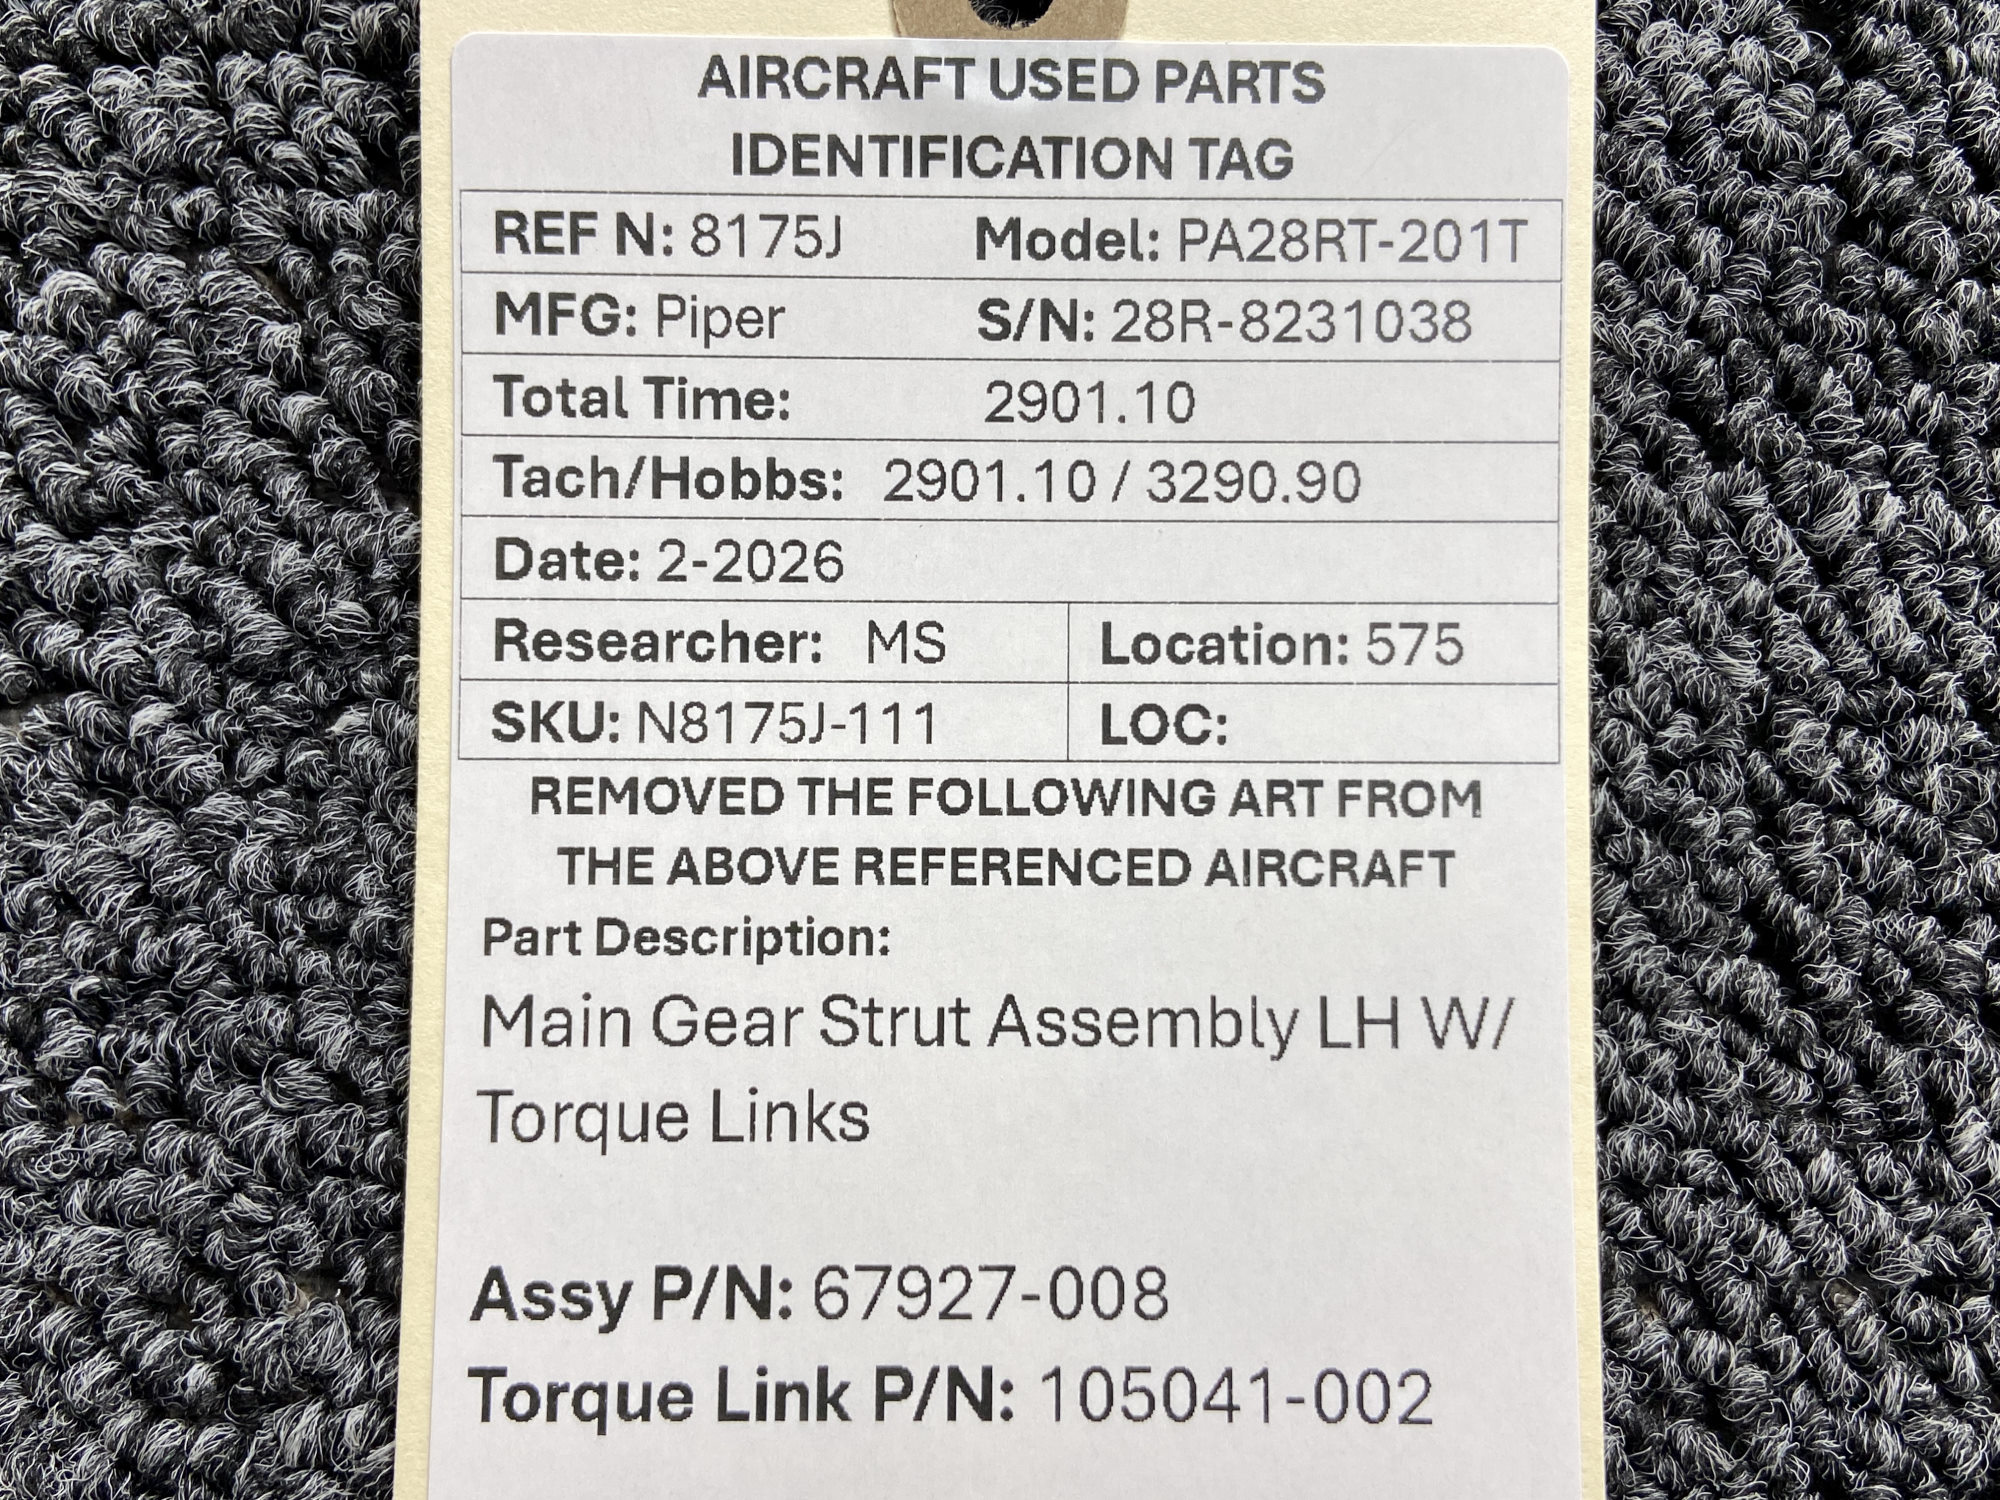 AIRCRAFT USED PARTS
IDENTIFICATION TAG
REF N: 8175J Model: PA28RT-201T
MFG: Piper S/N: 28R-8231038
Total Time: 2901.10
Tach/Hobbs: 2901.10 / 3290.90
Date: 2-2026
Researcher: MS Location: 575
SKU: N8175J-111 LOC:
REMOVED THE FOLLOWING ART FROM
THE ABOVE REFERENCED AIRCRAFT
Part Description:
Main Gear Strut Assembly LH W/
Torque Links
Assy P/N: 67927-008
Torque Link P/N: 105041-002